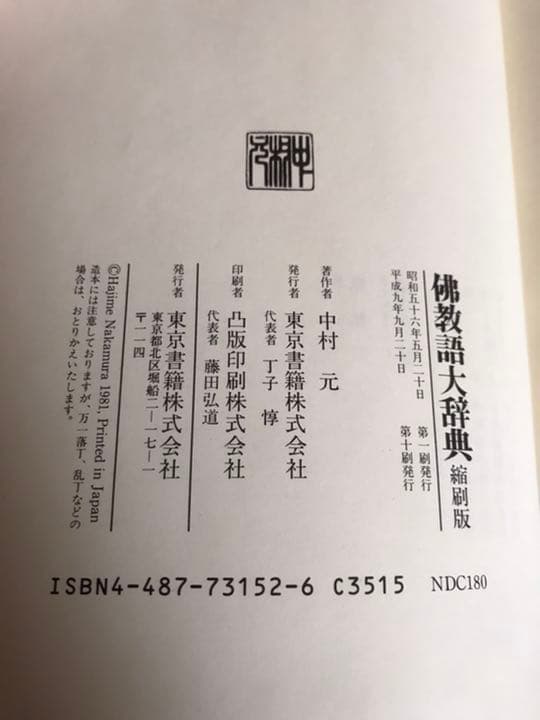 佛教語大辞典 縮刷版
昭和五十六年五月二十日 第一刷発行
平成九年九月二十日 第十刷発行
著作者 中村 元
発行者 東京書籍株式会社
代表者 丁子 惇
印刷者 凸版印刷株式会社
代表者 藤田弘道
発行者 東京書籍株式会社
東京都北区堀船二—一七—一
〒一一四
©Hajime Nakamura 1981, Printed in Japan
造本には注意しておりますが、万一落丁、乱丁などの
場合は、おとりかえいたします。
ISBN4-487-73152-6 C3515 NDC180